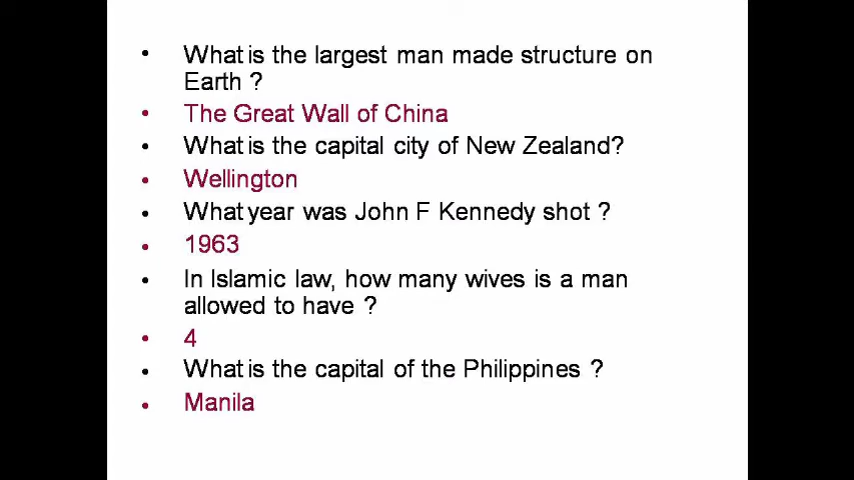 • What is the largest man made structure on
Earth ?
• The Great Wall of China
• What is the capital city of New Zealand?
• Wellington
• What year was John F Kennedy shot ?
• 1963
• In Islamic law, how many wives is a man
allowed to have ?
• 4
• What is the capital of the Philippines ?
• Manila